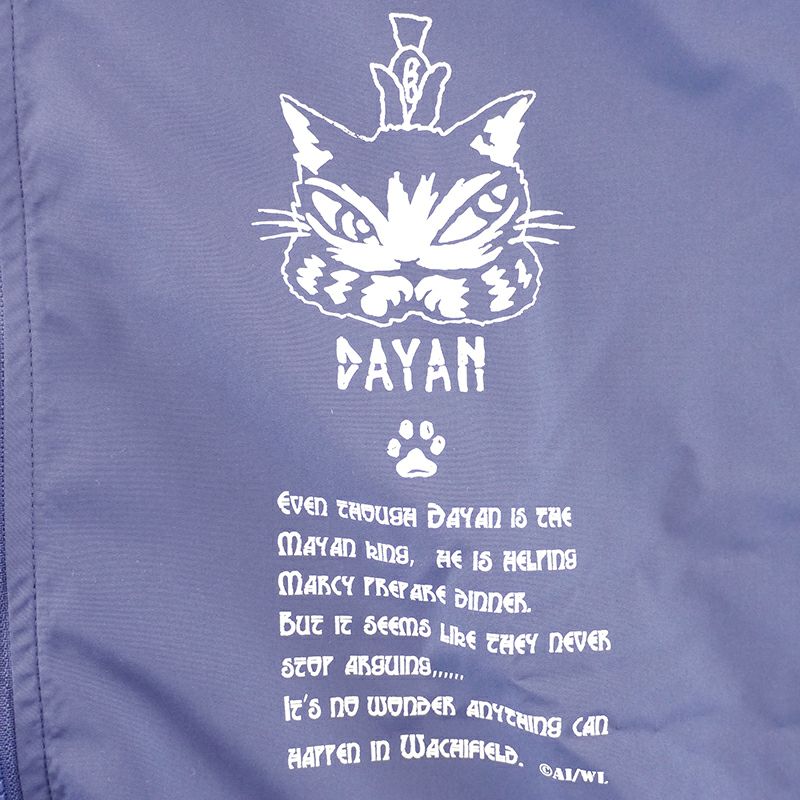 DAYAN
Even though Dayan is the
Mayan king, he is helping
Marcy prepare dinner.
But it seems like they never
stop arguing,,,,,,
It's no wonder anything can
happen in Wachifield. ©AI/WL